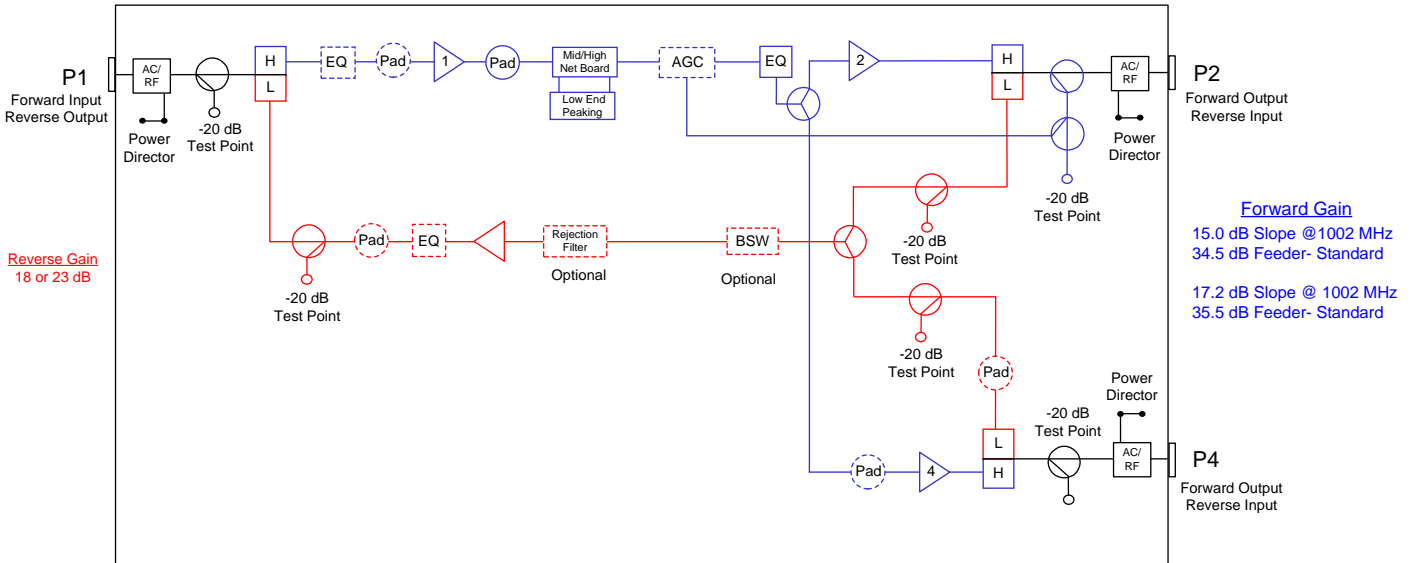 P1
Forward Input
Reverse Output
AC/
RF
Power
Director
-20 dB
Test Point
H
L
EQ
Pad
1
Pad
Mid/High
Net Board
Low End
Peaking
AGC
EQ
2
H
L
-20 dB
Test Point
AC/
RF
Power
Director
P2
Forward Output
Reverse Input
Reverse Gain
18 or 23 dB
-20 dB
Test Point
Pad
EQ
Rejection
Filter
Optional
BSW
Optional
-20 dB
Test Point
-20 dB
Test Point
Pad
Forward Gain
15.0 dB Slope @1002 MHz
34.5 dB Feeder- Standard
17.2 dB Slope @ 1002 MHz
35.5 dB Feeder- Standard
Pad
4
L
H
-20 dB
Test Point
Power
Director
AC/
RF
P4
Forward Output
Reverse Input